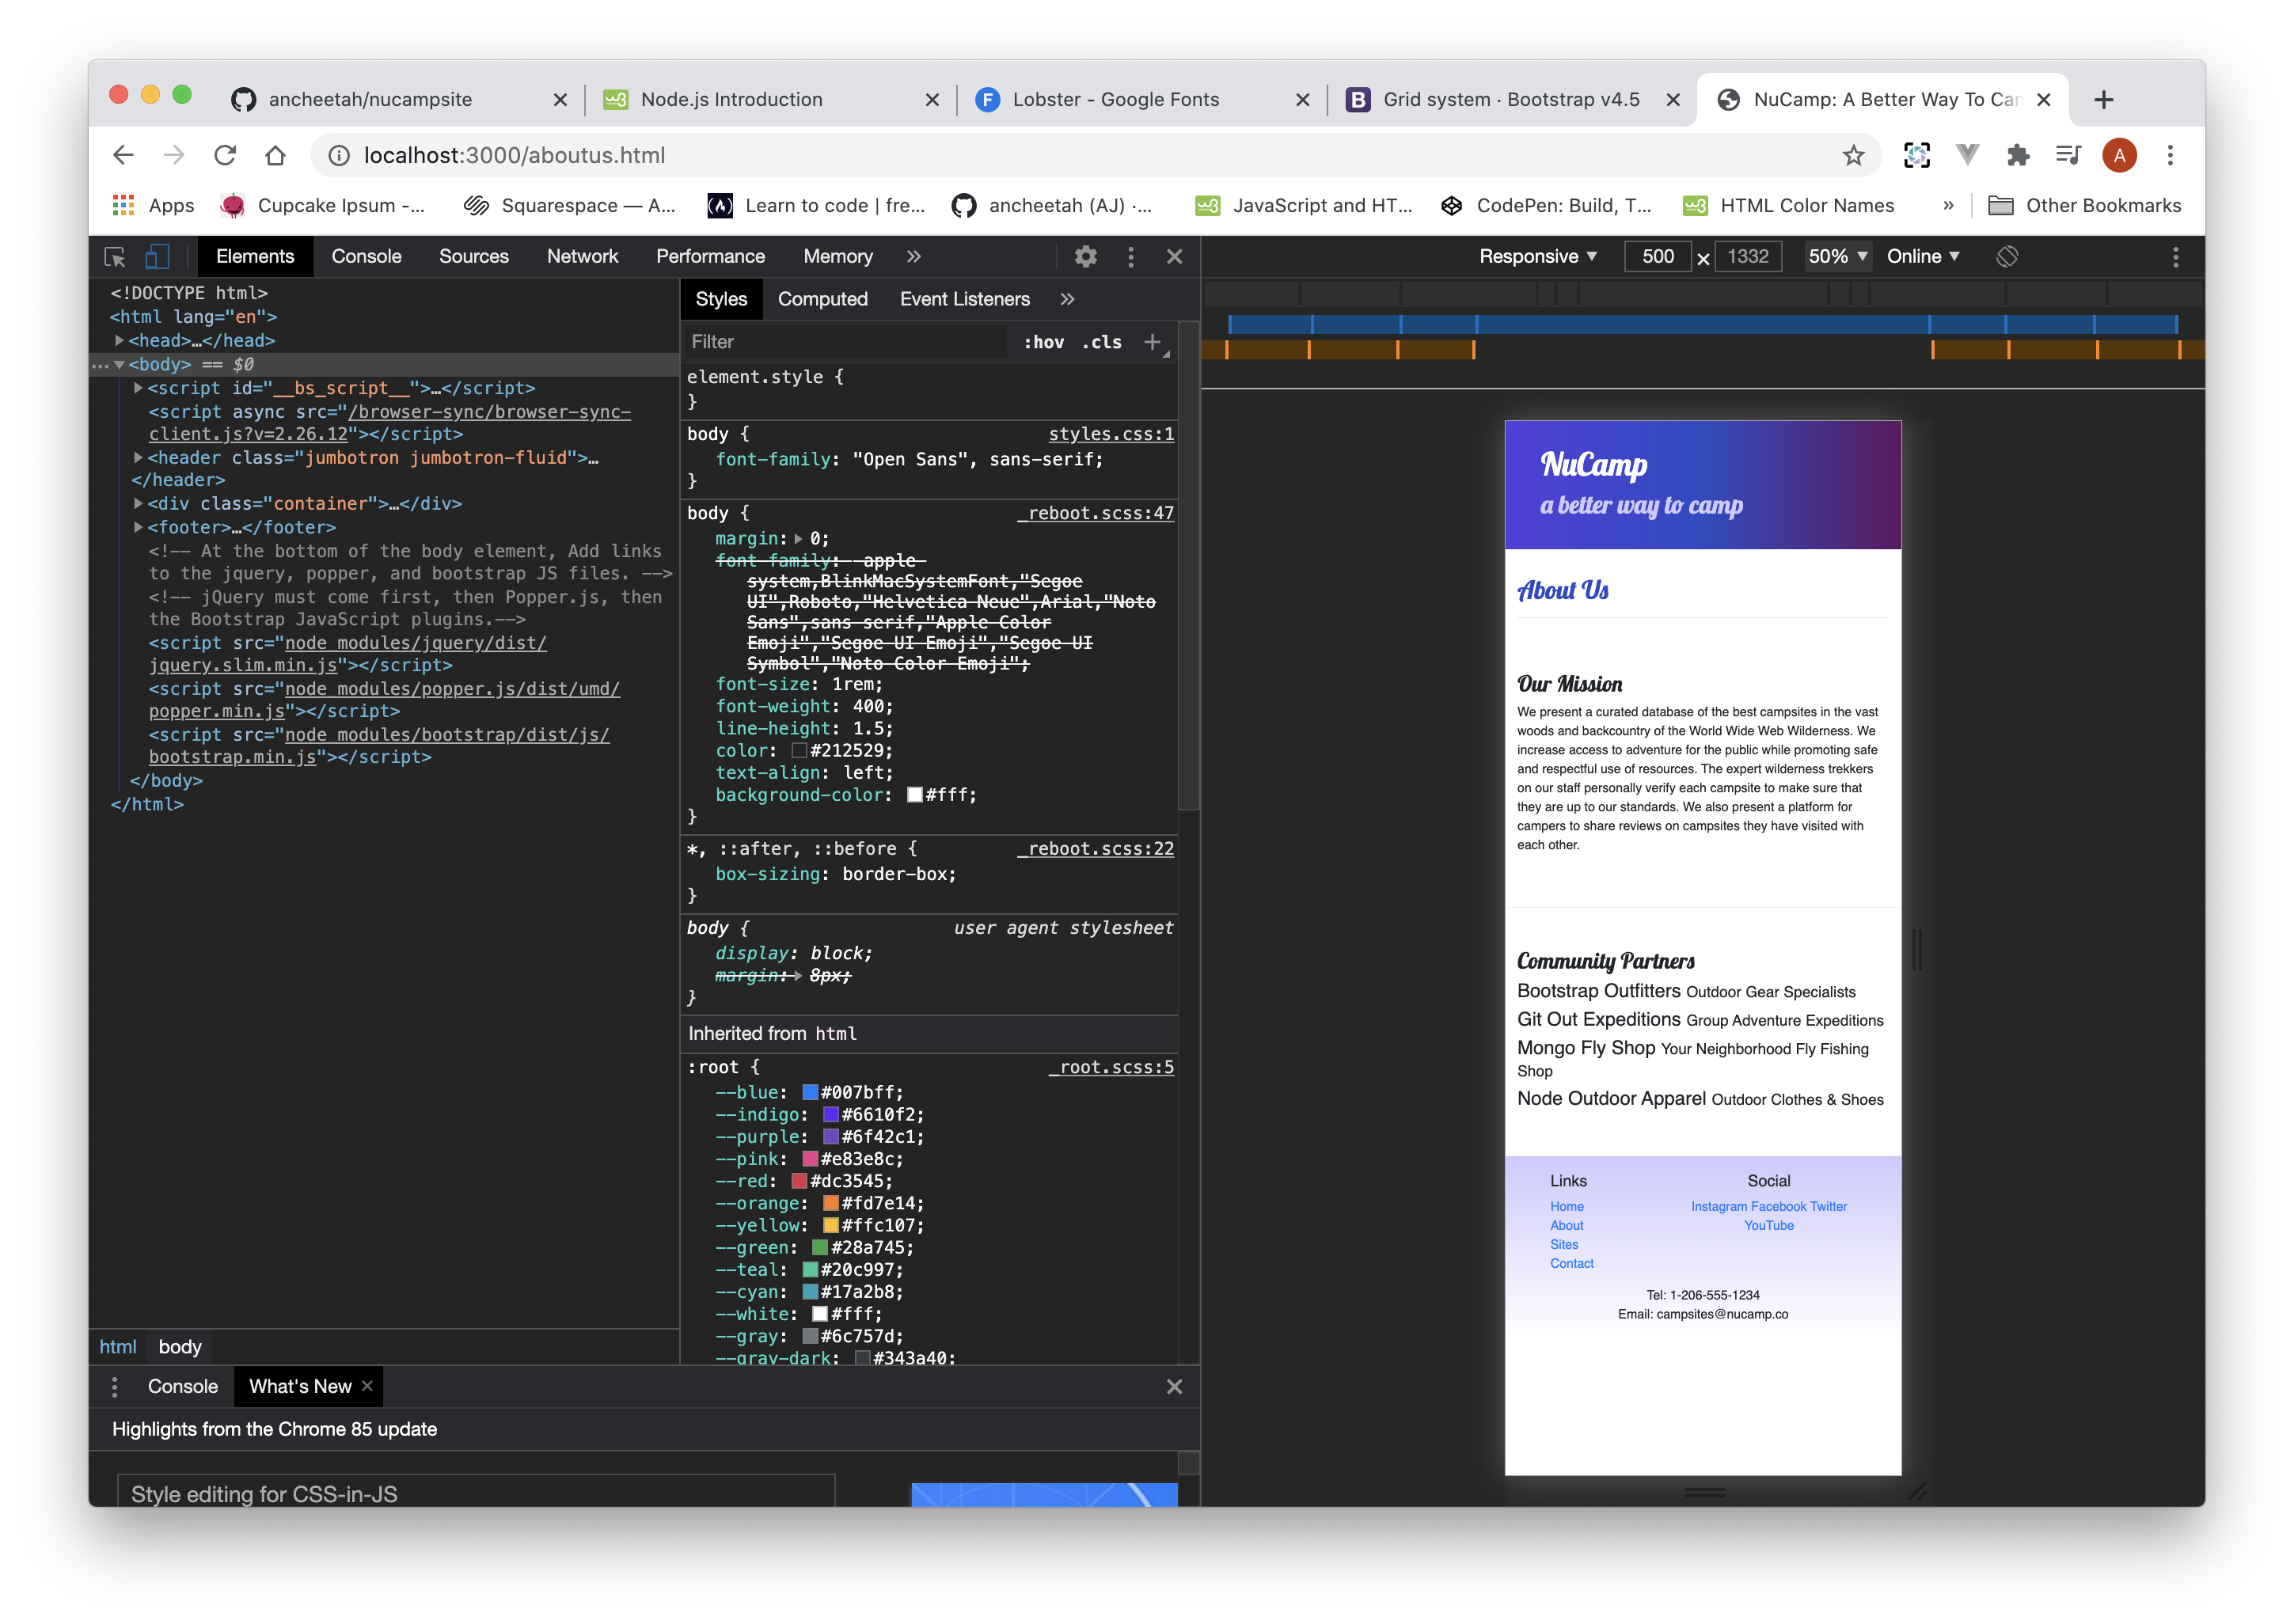 ancheetah/nucampsite
Node.js Introduction
Lobster - Google Fonts
B Grid system · Bootstrap v4.5
NuCamp: A Better Way To Can
localhost:3000/aboutus.html
A
Apps
Cupcake Ipsum -...
Squarespace — A...
Learn to code | fre...
ancheetah (AJ) ·...
JavaScript and HT...
CodePen: Build, T...
HTML Color Names
»
Other Bookmarks
Elements Console Sources Network Performance Memory »
<!DOCTYPE html>
<html lang="en">
<head>…</head>
… <body> == $0
<script id="__bs_script__">…</script>
<script async src="/browser-sync/browser-sync-
client.js?v=2.26.12"></script>
<header class="jumbotron jumbotron-fluid">…
</header>
<div class="container">…</div>
<footer>…</footer>
<!-- At the bottom of the body element, Add links
to the jquery, popper, and bootstrap JS files. -->
<!-- jQuery must come first, then Popper.js, then
the Bootstrap JavaScript plugins.-->
<script src="node_modules/jquery/dist/
jquery.slim.min.js"></script>
<script src="node_modules/popper.js/dist/umd/
popper.min.js"></script>
<script src="node_modules/bootstrap/dist/js/
bootstrap.min.js"></script>
</body>
</html>
html body
Styles Computed Event Listeners »
Filter :hov .cls +
element.style {
}
body { styles.css:1
font-family: "Open Sans", sans-serif;
}
body { _reboot.scss:47
margin: 0;
font-family: -apple-
system,BlinkMacSystemFont,"Segoe
UI",Roboto,"Helvetica Neue",Arial,"Noto
Sans",sans-serif,"Apple Color
Emoji","Segoe UI Emoji","Segoe UI
Symbol","Noto Color Emoji";
font-size: 1rem;
font-weight: 400;
line-height: 1.5;
color: #212529;
text-align: left;
background-color: #fff;
}
*, ::after, ::before { _reboot.scss:22
box-sizing: border-box;
}
body { user agent stylesheet
display: block;
margin: 8px;
}
Inherited from html
:root { _root.scss:5
--blue: #007bff;
--indigo: #6610f2;
--purple: #6f42c1;
--pink: #e83e8c;
--red: #dc3545;
--orange: #fd7e14;
--yellow: #ffc107;
--green: #28a745;
--teal: #20c997;
--cyan: #17a2b8;
--white: #fff;
--gray: #6c757d;
--gray-dark: #343a40;
Console What's New
Highlights from the Chrome 85 update
Style editing for CSS-in-JS
Responsive 500 × 1332 50% Online
NuCamp
a better way to camp
About Us
Our Mission
We present a curated database of the best campsites in the vast
woods and backcountry of the World Wide Web Wilderness. We
increase access to adventure for the public while promoting safe
and respectful use of resources. The expert wilderness trekkers
on our staff personally verify each campsite to make sure that
they are up to our standards. We also present a platform for
campers to share reviews on campsites they have visited with
each other.
Community Partners
Bootstrap Outfitters Outdoor Gear Specialists
Git Out Expeditions Group Adventure Expeditions
Mongo Fly Shop Your Neighborhood Fly Fishing
Shop
Node Outdoor Apparel Outdoor Clothes & Shoes
Links
Home
About
Sites
Contact
Social
Instagram Facebook Twitter
YouTube
Tel: 1-206-555-1234
Email: campsites@nucamp.co